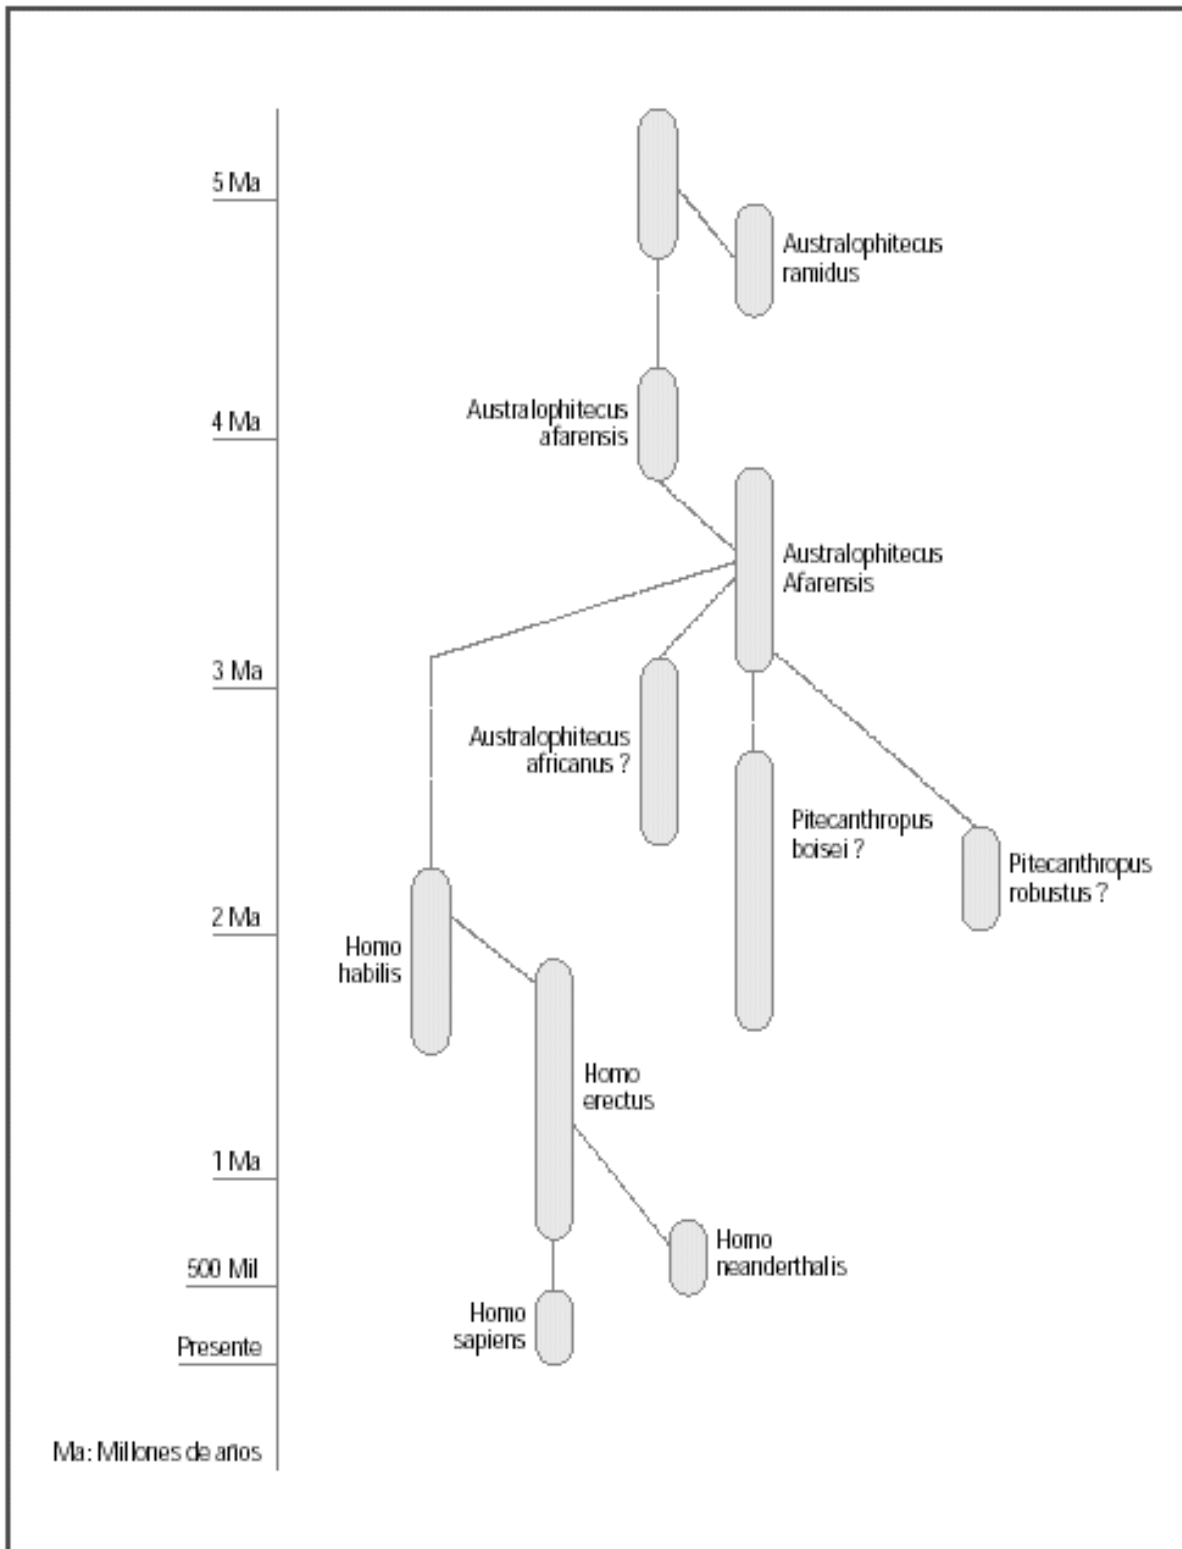 5 Ma
Australophitecus
ramidus
Australophitecus
afarensis
4 Ma
Australophitecus
Afarensis
3 Ma
Australophitecus
africanus ?
Pitecanthropus
boisei ?
Pitecanthropus
robustus ?
2 Ma
Homo
habilis
Homo
erectus
1 Ma
Homo
neanderthalis
500 Mil
Homo
sapiens
Presente
Ma: Millones de años